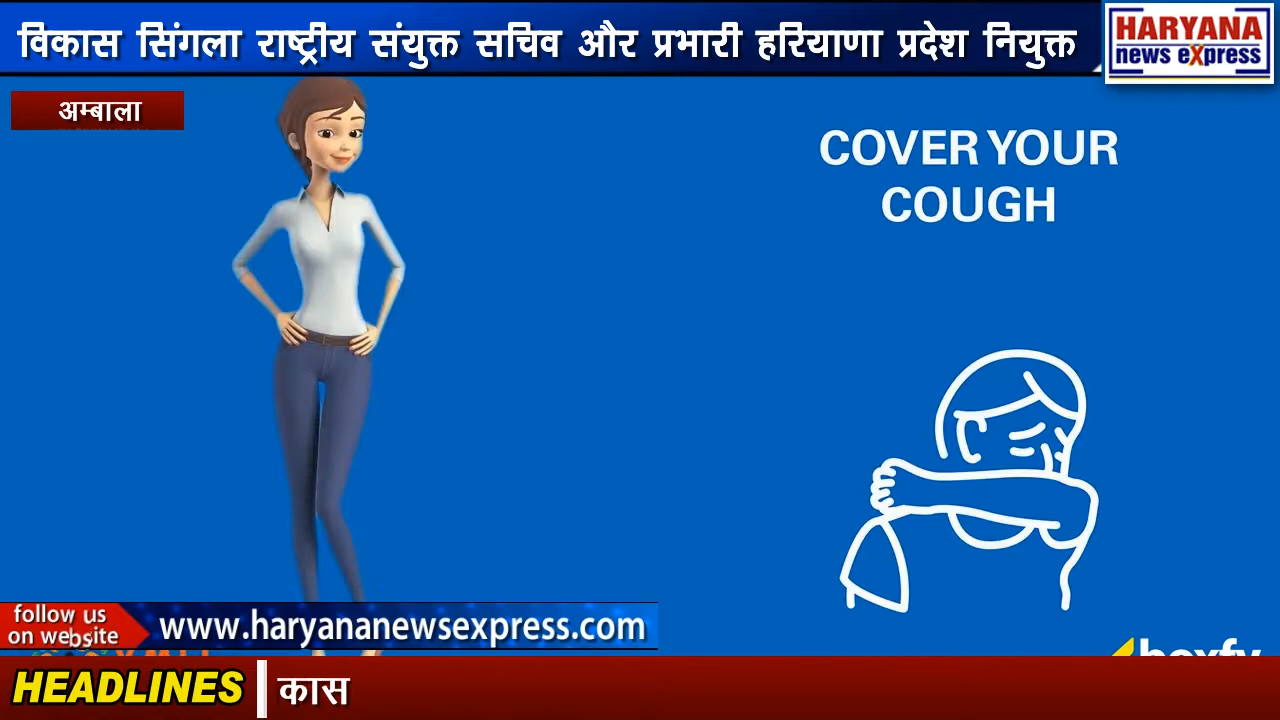 विकास सिंगला राष्ट्रीय संयुक्त सचिव और प्रभारी हरियाणा प्रदेश नियुक्त
HARYANA
news eXpress
अम्बाला
COVER YOUR
COUGH
follow us
on website
www.haryananewsexpress.com
HEADLINES
कास